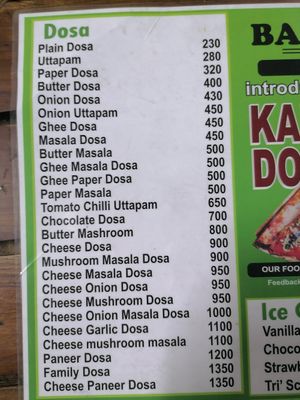 Dosa
Plain Dosa 230
Uttapam 280
Paper Dosa 320
Butter Dosa 400
Onion Dosa 430
Onion Uttapam 450
Ghee Dosa 450
Masala Dosa 450
Butter Masala 500
Ghee Masala Dosa 500
Ghee Paper Dosa 500
Paper Masala 500
Tomato Chilli Uttapam 650
Chocolate Dosa 700
Butter Mashroom 800
Cheese Dosa 900
Mushroom Masala Dosa 900
Cheese Masala Dosa 950
Cheese Onion Dosa 950
Cheese Mushroom Dosa 950
Cheese Onion Masala Dosa 1000
Cheese Garlic Dosa 1100
Cheese mushroom masala 1100
Paneer Dosa 1200
Family Dosa 1350
Cheese Paneer Dosa 1350
BA
introd
KA
DO
OUR FOO
Feedback
Ice
Vanilla
Choco
Strawb
Tri' Sc